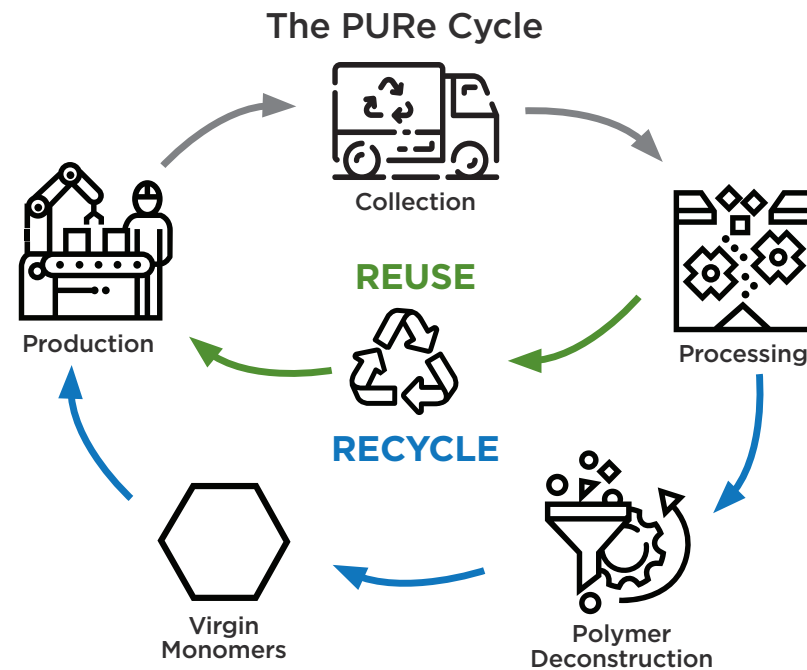 The PURe Cycle
Collection
REUSE
Production
Processing
RECYCLE
Virgin
Monomers
Polymer
Deconstruction